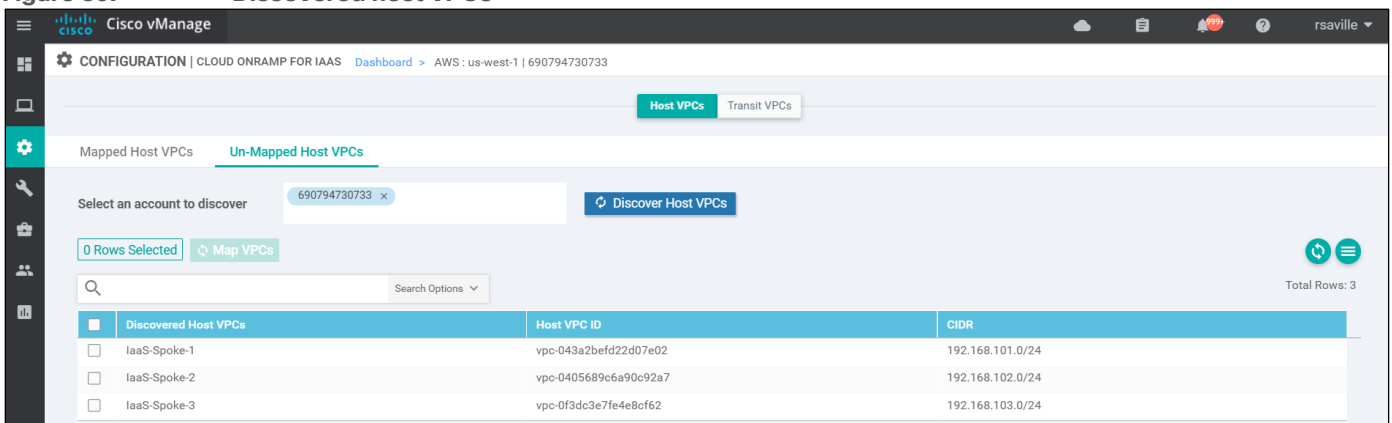 cisco Cisco vManage 999+ rsaville
CONFIGURATION | CLOUD ONRAMP FOR IAAS Dashboard > AWS : us-west-1 | 690794730733
Host VPCs Transit VPCs
Mapped Host VPCs Un-Mapped Host VPCs
Select an account to discover 690794730733 × Discover Host VPCs
0 Rows Selected Map VPCs
Search Options Total Rows: 3
Discovered Host VPCs Host VPC ID CIDR
IaaS-Spoke-1 vpc-043a2befd22d07e02 192.168.101.0/24
IaaS-Spoke-2 vpc-0405689c6a90c92a7 192.168.102.0/24
IaaS-Spoke-3 vpc-0f3dc3e7fe4e8cf62 192.168.103.0/24